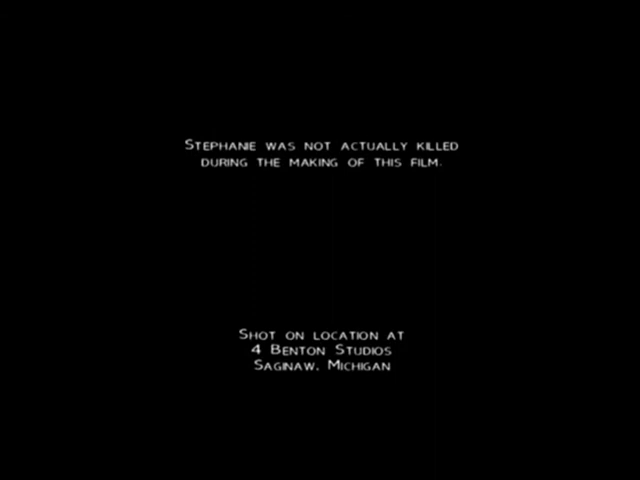 Stephanie was not actually killed
during the making of this film.
Shot on location at
4 Benton Studios
Saginaw, Michigan